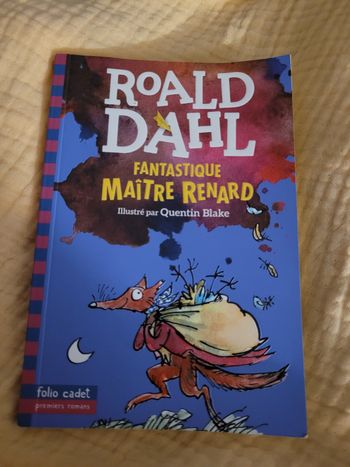 ROALD
DAHL
FANTASTIQUE
MAÎTRE RENARD
Illustré par Quentin Blake
folio cadet
premiers romans